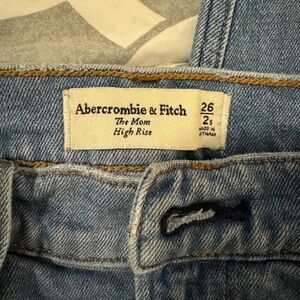 Abercrombie & Fitch
The Mom
High Rise
26
2s
MADE IN
VIETNAM